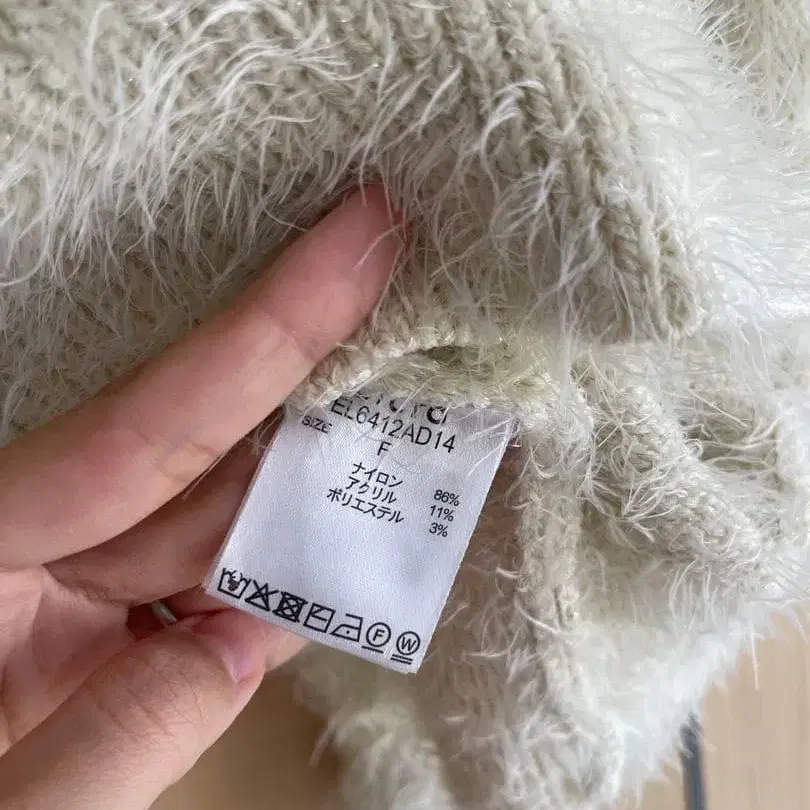 EL6412AD14
SIZE F
ナイロン 86%
アクリル 11%
ポリエステル 3%
F W